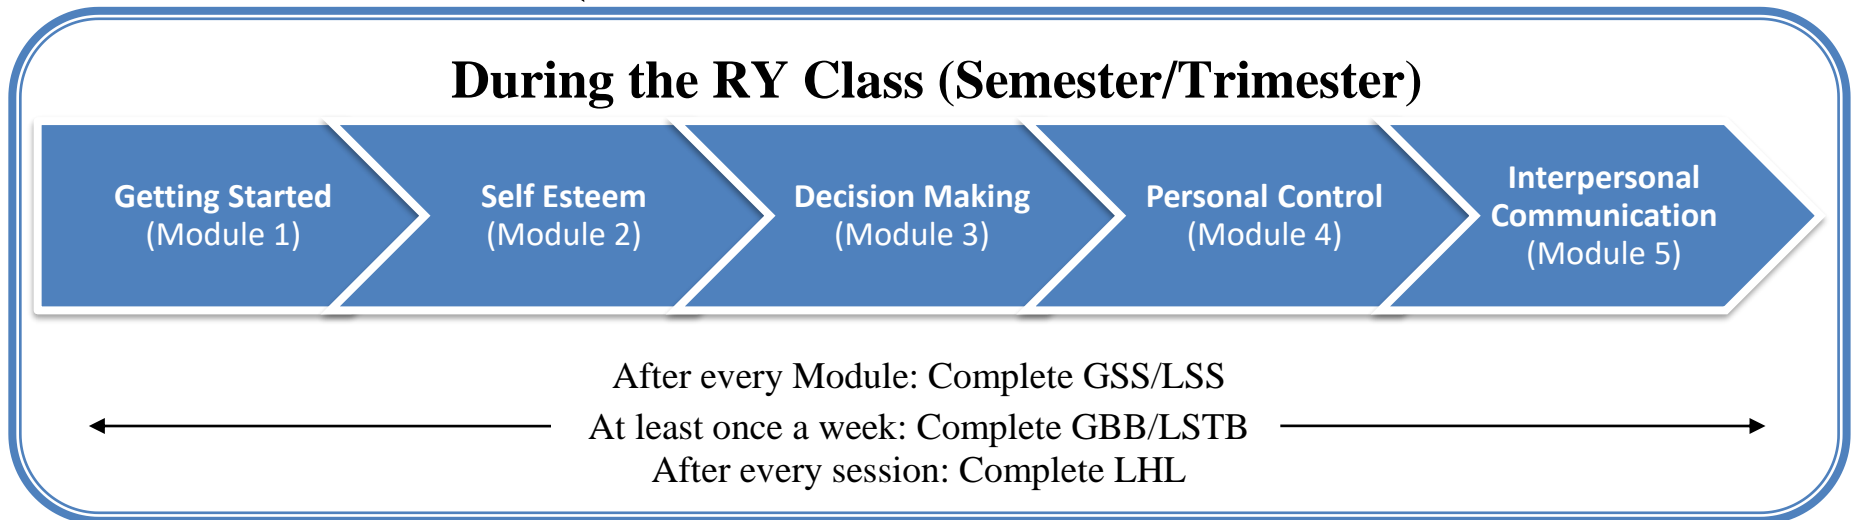 During the RY Class (Semester/Trimester)
Getting Started
(Module 1)
Self Esteem
(Module 2)
Decision Making
(Module 3)
Personal Control
(Module 4)
Interpersonal
Communication
(Module 5)
After every Module: Complete GSS/LSS
At least once a week: Complete GBB/LSTB
After every session: Complete LHL